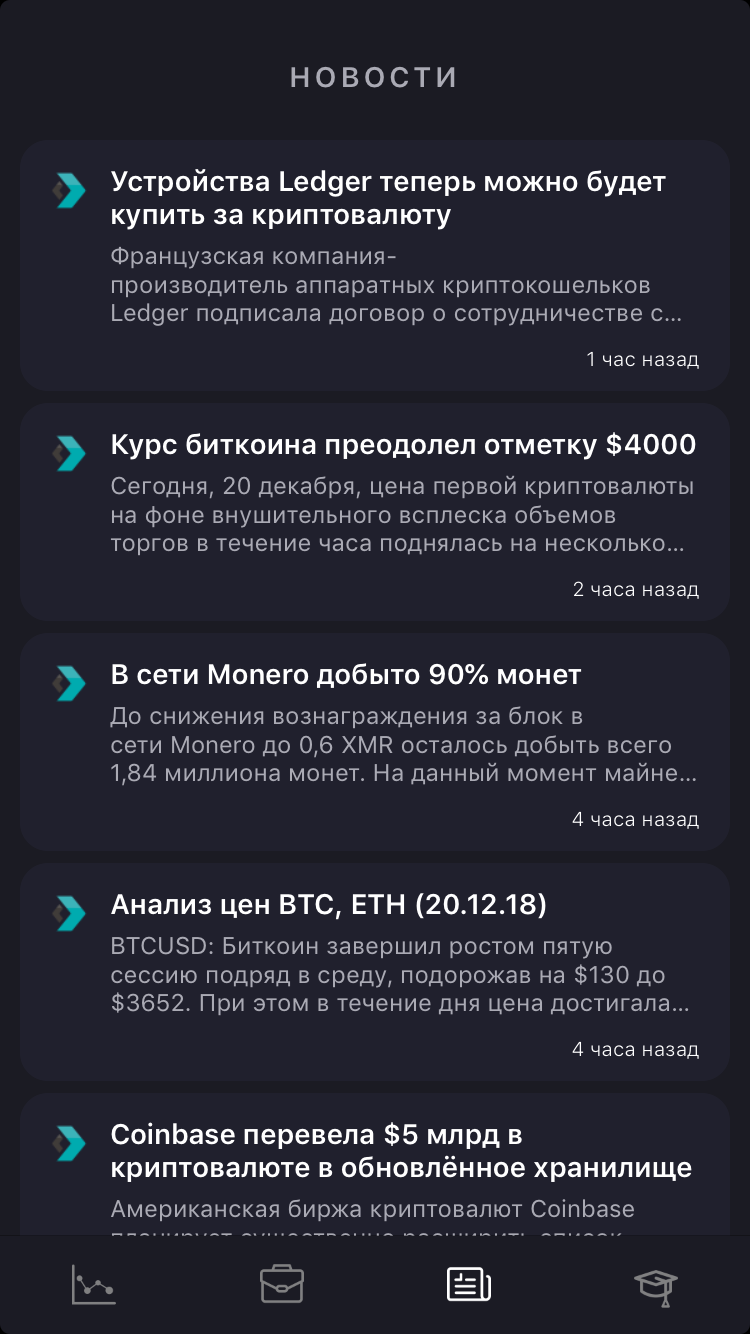 НОВОСТИ
Устройства Ledger теперь можно будет
купить за криптовалюту
Французская компания-
производитель аппаратных криптокошельков
Ledger подписала договор о сотрудничестве с...
1 час назад
Курс биткоина преодолел отметку $4000
Сегодня, 20 декабря, цена первой криптовалюты
на фоне внушительного всплеска объемов
торгов в течение часа поднялась на несколько...
2 часа назад
В сети Monero добыто 90% монет
До снижения вознаграждения за блок в
сети Monero до 0,6 XMR осталось добыть всего
1,84 миллиона монет. На данный момент майне...
4 часа назад
Анализ цен BTC, ETH (20.12.18)
BTCUSD: Биткоин завершил ростом пятую
сессию подряд в среду, подорожав на $130 до
$3652. При этом в течение дня цена достигала...
4 часа назад
Coinbase перевела $5 млрд в
криптовалюте в обновлённое хранилище
Американская биржа криптовалют Coinbase